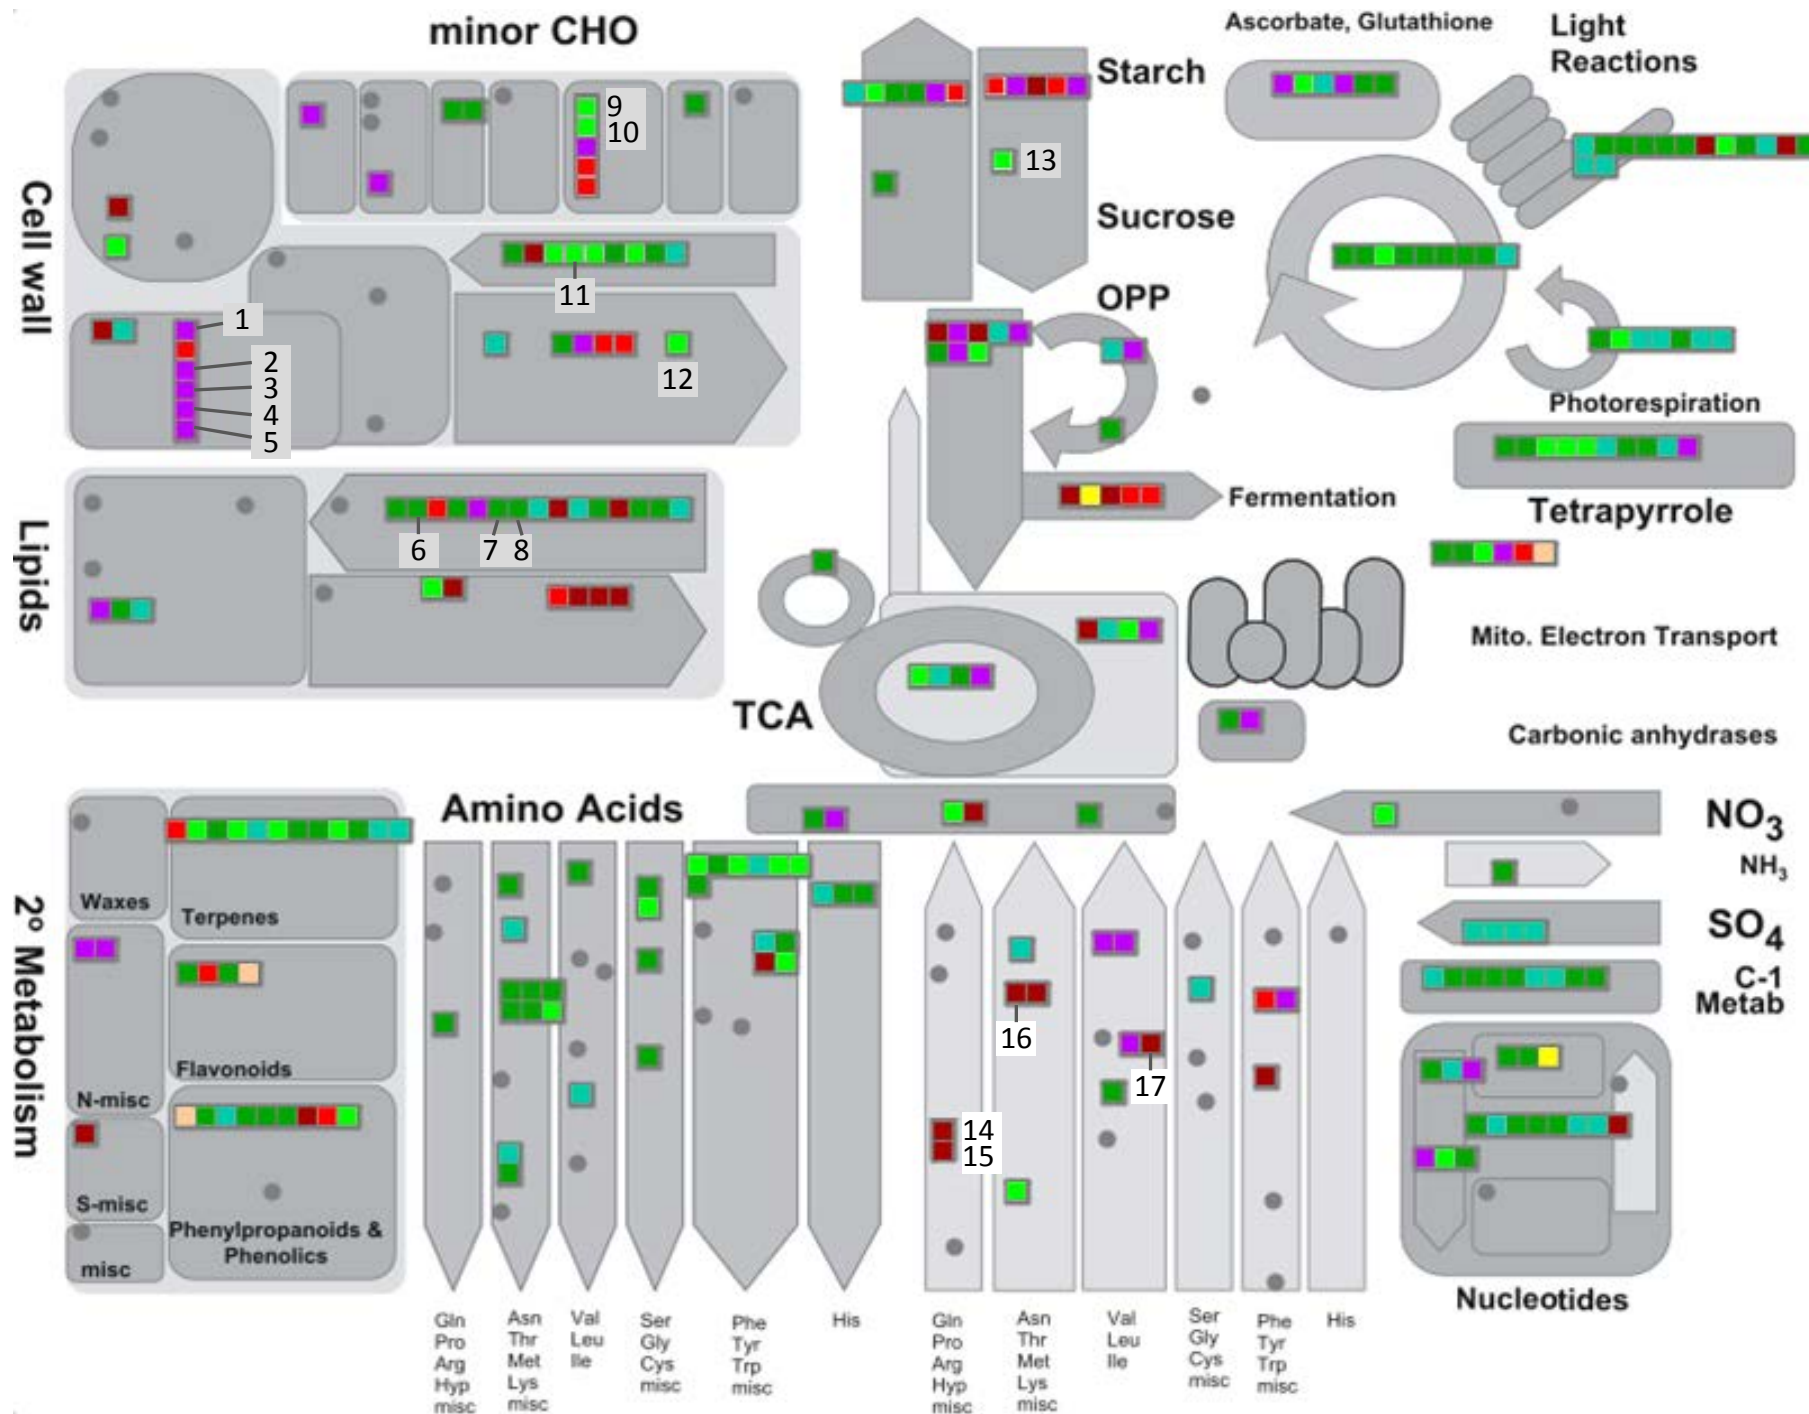 minor CHO
Ascorbate, Glutathione
Light
Reactions
Starch
9
10
13
Cell wall
Sucrose
11
OPP
1
2
3
4
5
12
Photorespiration
Tetrapyrrole
Lipids
6
7
8
Fermentation
Mito. Electron Transport
TCA
Carbonic anhydrases
Amino Acids
NO3
NH3
2º Metabolism
Waxes
Terpenes
SO4
C-1
Metab
N-misc
Flavonoids
16
17
14
15
S-misc
Phenylpropanoids &
Phenolics
misc
Nucleotides
Gln
Pro
Arg
Hyp
misc
Asn
Thr
Met
Lys
misc
Val
Leu
Ile
Ser
Gly
Cys
misc
Phe
Tyr
Trp
misc
His
Gln
Pro
Arg
Hyp
misc
Asn
Thr
Met
Lys
misc
Val
Leu
Ile
Ser
Gly
Cys
misc
Phe
Tyr
Trp
misc
His